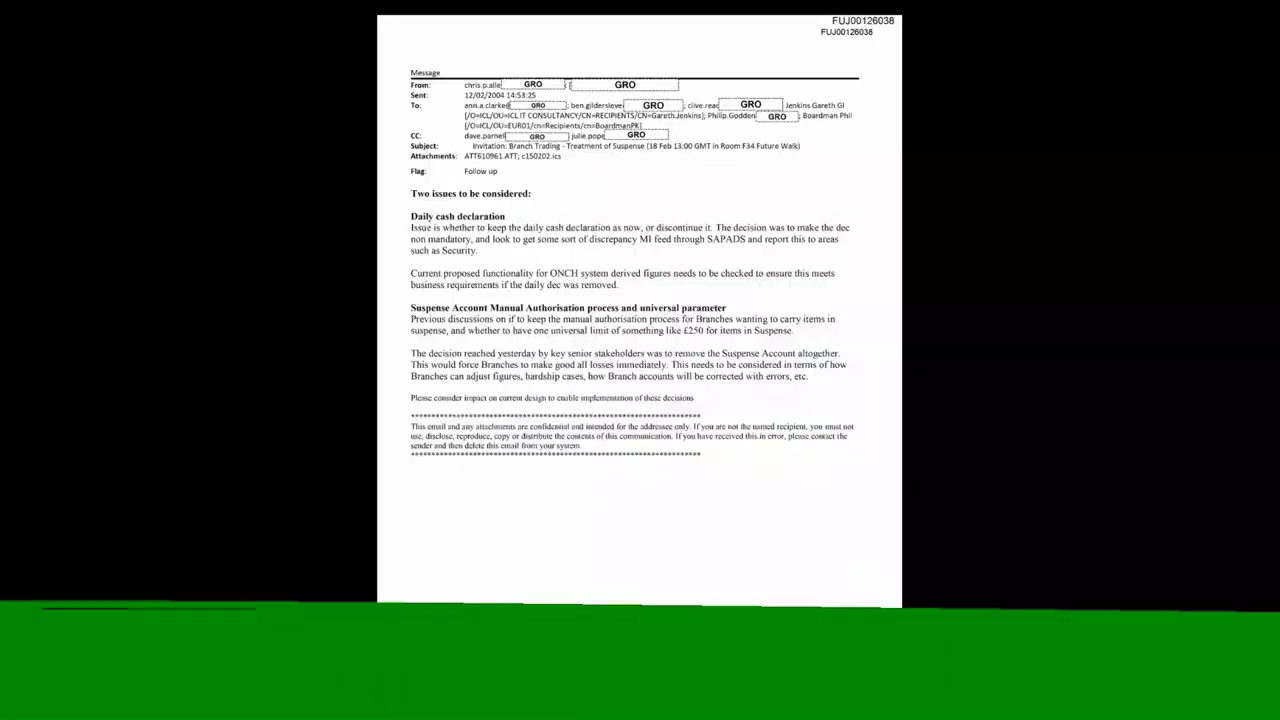 FUJ00126038
FUJ00126038
Message
From: chris.p.alle GRO ; [ GRO
Sent: 12/02/2004 14:53:25
To: ann.a.clarke GRO ; ben.gildersleve GRO ; clive.read GRO Jenkins Gareth GI
[/O=ICL/OU=ICL IT CONSULTANCY/CN=RECIPIENTS/CN=GarethJenkins]; Philip.Godden GRO ; Boardman Phil
[/O=ICL/OU=EUR01/cn=Recipients/cn=BoardmanPK]
CC: dave.parnel GRO julie.pope GRO
Subject: Invitation: Branch Trading - Treatment of Suspense (18 Feb 13:00 GMT in Room F34 Future Walk)
Attachments: ATT610961.ATT; c150202.ics
Flag: Follow up
Two issues to be considered:
Daily cash declaration
Issue is whether to keep the daily cash declaration as now, or discontinue it. The decision was to make the dec
non mandatory, and look to get some sort of discrepancy MI feed through SAPADS and report this to areas
such as Security.
Current proposed functionality for ONCH system derived figures needs to be checked to ensure this meets
business requirements if the daily dec was removed.
Suspense Account Manual Authorisation process and universal parameter
Previous discussions on if to keep the manual authorisation process for Branches wanting to carry items in
suspense, and whether to have one universal limit of something like £250 for items in Suspense.
The decision reached yesterday by key senior stakeholders was to remove the Suspense Account altogether.
This would force Branches to make good all losses immediately. This needs to be considered in terms of how
Branches can adjust figures, hardship cases, how Branch accounts will be corrected with errors, etc.
Please consider impact on current design to enable implementation of these decisions
**********************************************************************
This email and any attachments are confidential and intended for the addressee only. If you are not the named recipient, you must not
use, disclose, reproduce, copy or distribute the contents of this communication. If you have received this in error, please contact the
sender and then delete this email from your system.
**********************************************************************